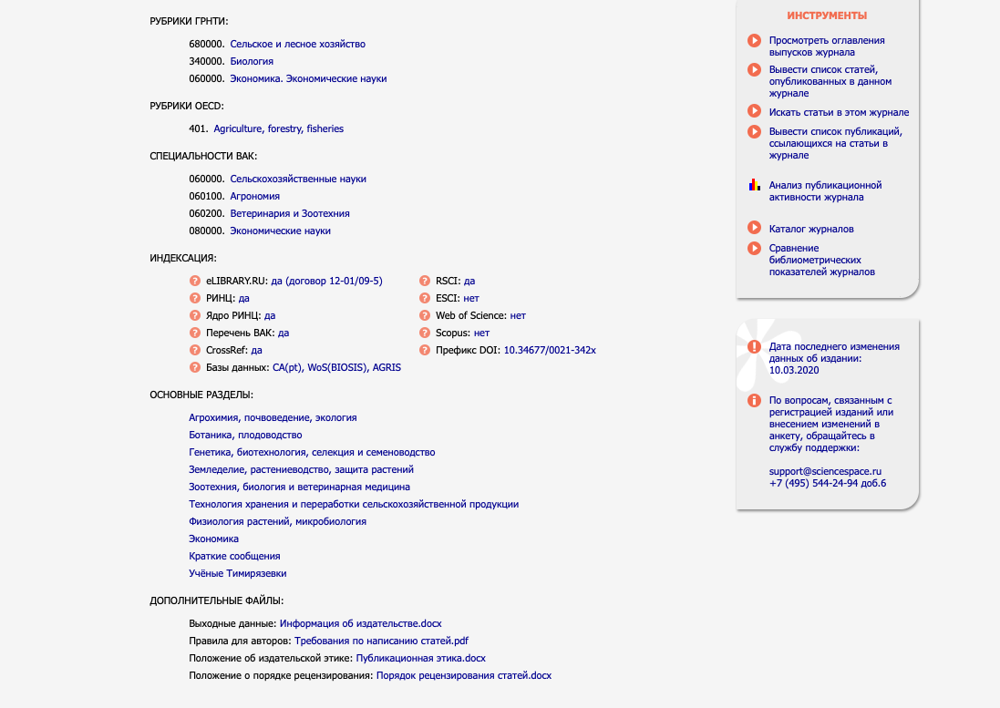 РУБРИКИ ГРНТИ:
680000. Сельское и лесное хозяйство
340000. Биология
060000. Экономика. Экономические науки
РУБРИКИ OECD:
401. Agriculture, forestry, fisheries
СПЕЦИАЛЬНОСТИ ВАК:
060000. Сельскохозяйственные науки
060100. Агрономия
060200. Ветеринария и Зоотехния
080000. Экономические науки
ИНДЕКСАЦИЯ:
eLIBRARY.RU: да (договор 12-01/09-5)
RSCI: да
РИНЦ: да
ESCI: нет
Ядро РИНЦ: да
Web of Science: нет
Перечень ВАК: да
Scopus: нет
CrossRef: да
Префикс DOI: 10.34677/0021-342x
Базы данных: CA(pt), WoS(BIOSIS), AGRIS
ОСНОВНЫЕ РАЗДЕЛЫ:
Агрохимия, почвоведение, экология
Ботаника, плодоводство
Генетика, биотехнология, селекция и семеноводство
Земледелие, растениеводство, защита растений
Зоотехния, биология и ветеринарная медицина
Технология хранения и переработки сельскохозяйственной продукции
Физиология растений, микробиология
Экономика
Краткие сообщения
Учёные Тимирязевки
ДОПОЛНИТЕЛЬНЫЕ ФАЙЛЫ:
Выходные данные: Информация об издательстве.docx
Правила для авторов: Требования по написанию статей.pdf
Положение об издательской этике: Публикационная этика.docx
Положение о порядке рецензирования: Порядок рецензирования статей.docx
ИНСТРУМЕНТЫ
Просмотреть оглавления
выпусков журнала
Вывести список статей,
опубликованных в данном
журнале
Искать статьи в этом журнале
Вывести список публикаций,
ссылающихся на статьи в
журнале
Анализ публикационной
активности журнала
Каталог журналов
Сравнение
библиометрических
показателей журналов
Дата последнего изменения
данных об издании:
10.03.2020
По вопросам, связанным с
регистрацией изданий или
внесением изменений в
анкету, обращайтесь в
службу поддержки:
support@sciencespace.ru
+7 (495) 544-24-94 доб.6